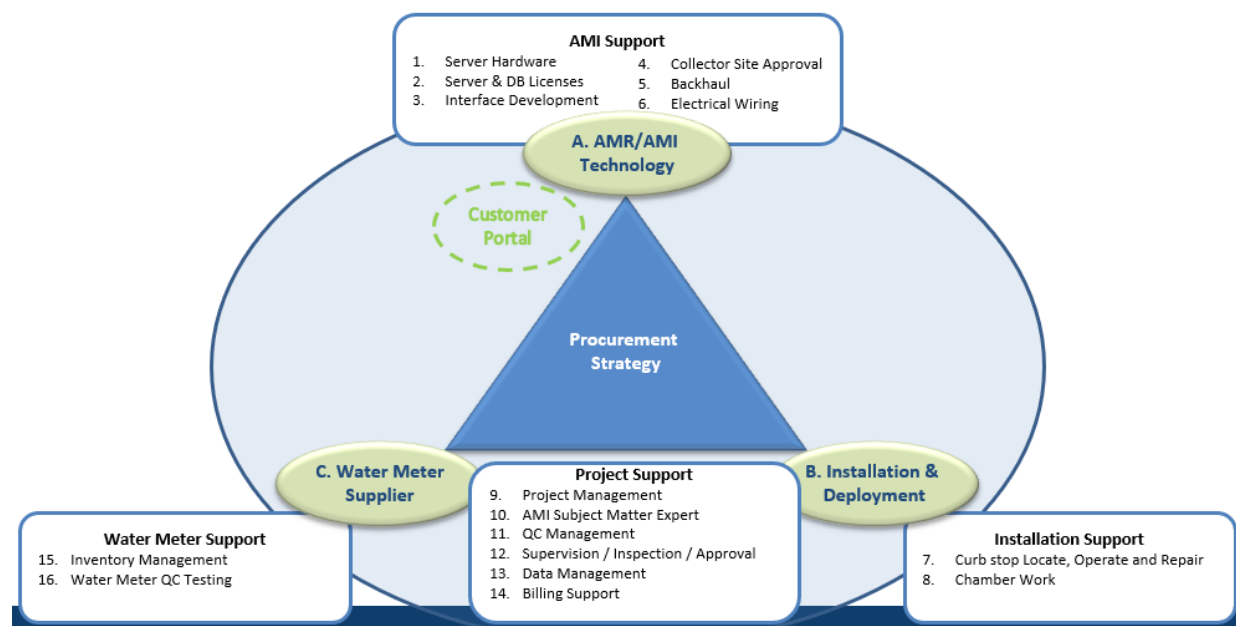 AMI Support
1. Server Hardware
2. Server & DB Licenses
3. Interface Development
4. Collector Site Approval
5. Backhaul
6. Electrical Wiring
A. AMR/AMI
Technology
Customer
Portal
Procurement
Strategy
C. Water Meter
Supplier
B. Installation &
Deployment
Project Support
9. Project Management
10. AMI Subject Matter Expert
11. QC Management
12. Supervision / Inspection / Approval
13. Data Management
14. Billing Support
Water Meter Support
15. Inventory Management
16. Water Meter QC Testing
Installation Support
7. Curb stop Locate, Operate and Repair
8. Chamber Work